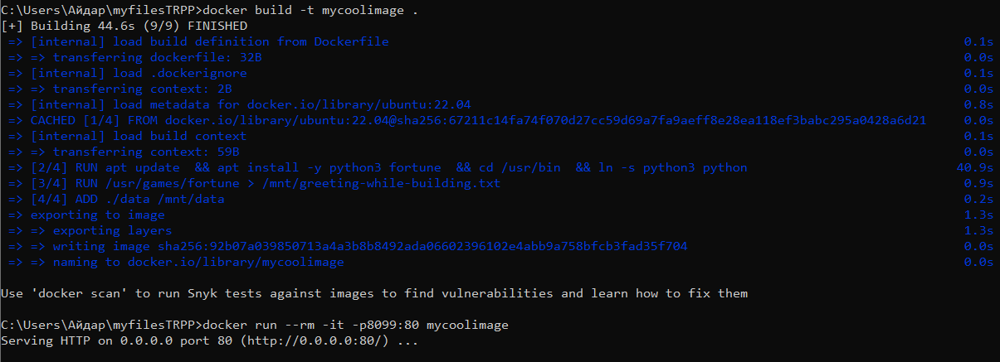 C:\Users\Айдар\myfilesTRPP>docker build -t mycoolimage .
[+] Building 44.6s (9/9) FINISHED
=> [internal] load build definition from Dockerfile 0.1s
=> => transferring dockerfile: 32B 0.0s
=> [internal] load .dockerignore 0.1s
=> => transferring context: 2B 0.0s
=> [internal] load metadata for docker.io/library/ubuntu:22.04 0.8s
=> CACHED [1/4] FROM docker.io/library/ubuntu:22.04@sha256:67211c14fa74f070d27cc59d69a7fa9aeff8e28ea118ef3babc295a0428a6d21 0.0s
=> [internal] load build context 0.1s
=> => transferring context: 59B 0.0s
=> [2/4] RUN apt update  && apt install -y python3 fortune  && cd /usr/bin  && ln -s python3 python 40.9s
=> [3/4] RUN /usr/games/fortune > /mnt/greeting-while-building.txt 0.9s
=> [4/4] ADD ./data /mnt/data 0.2s
=> exporting to image 1.3s
=> => exporting layers 1.3s
=> => writing image sha256:92b07a039850713a4a3b8b8492ada06602396102e4abb9a758bfcb3fad35f704 0.0s
=> => naming to docker.io/library/mycoolimage 0.0s
Use 'docker scan' to run Snyk tests against images to find vulnerabilities and learn how to fix them
C:\Users\Айдар\myfilesTRPP>docker run --rm -it -p8099:80 mycoolimage
Serving HTTP on 0.0.0.0 port 80 (http://0.0.0.0:80/) ...